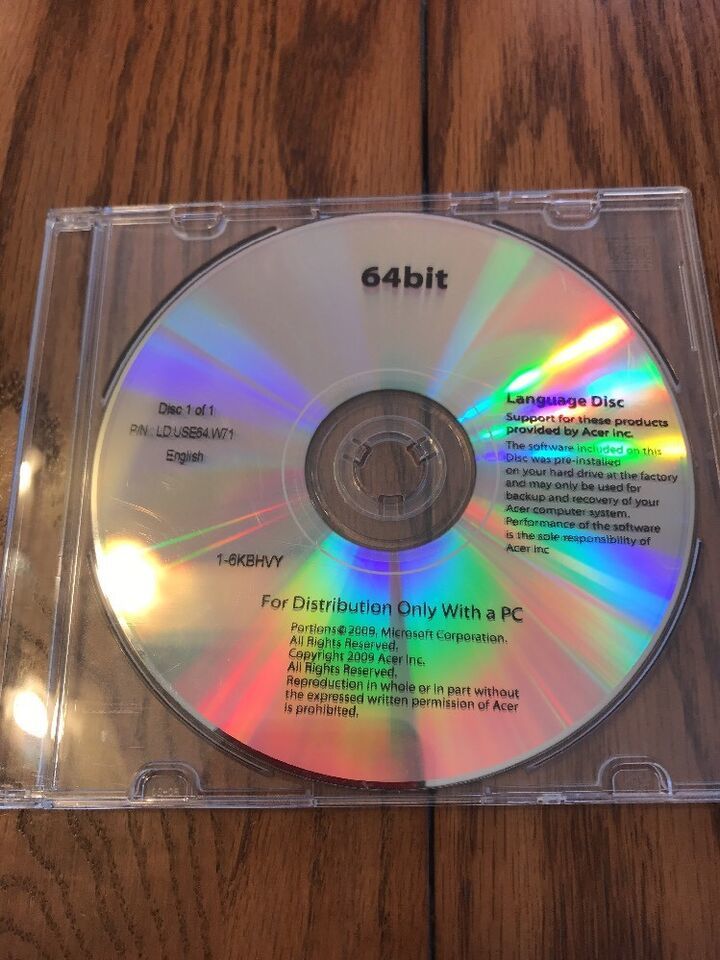 64bit
Disc 1 of 1
P/N : LD.USE64.W71
English
1-6KBHVY
Language Disc
Support for these products
provided by Acer Inc.
The software included on this
Disc was pre-installed
on your hard drive at the factory
and may only be used for
backup and recovery of your
Acer computer system.
Performance of the software
is the sole responsibility of
Acer Inc
For Distribution Only With a PC
Portions© 2009, Microsoft Corporation.
All Rights Reserved.
Copyright 2009 Acer Inc.
All Rights Reserved.
Reproduction in whole or in part without
the expressed written permission of Acer
is prohibited.